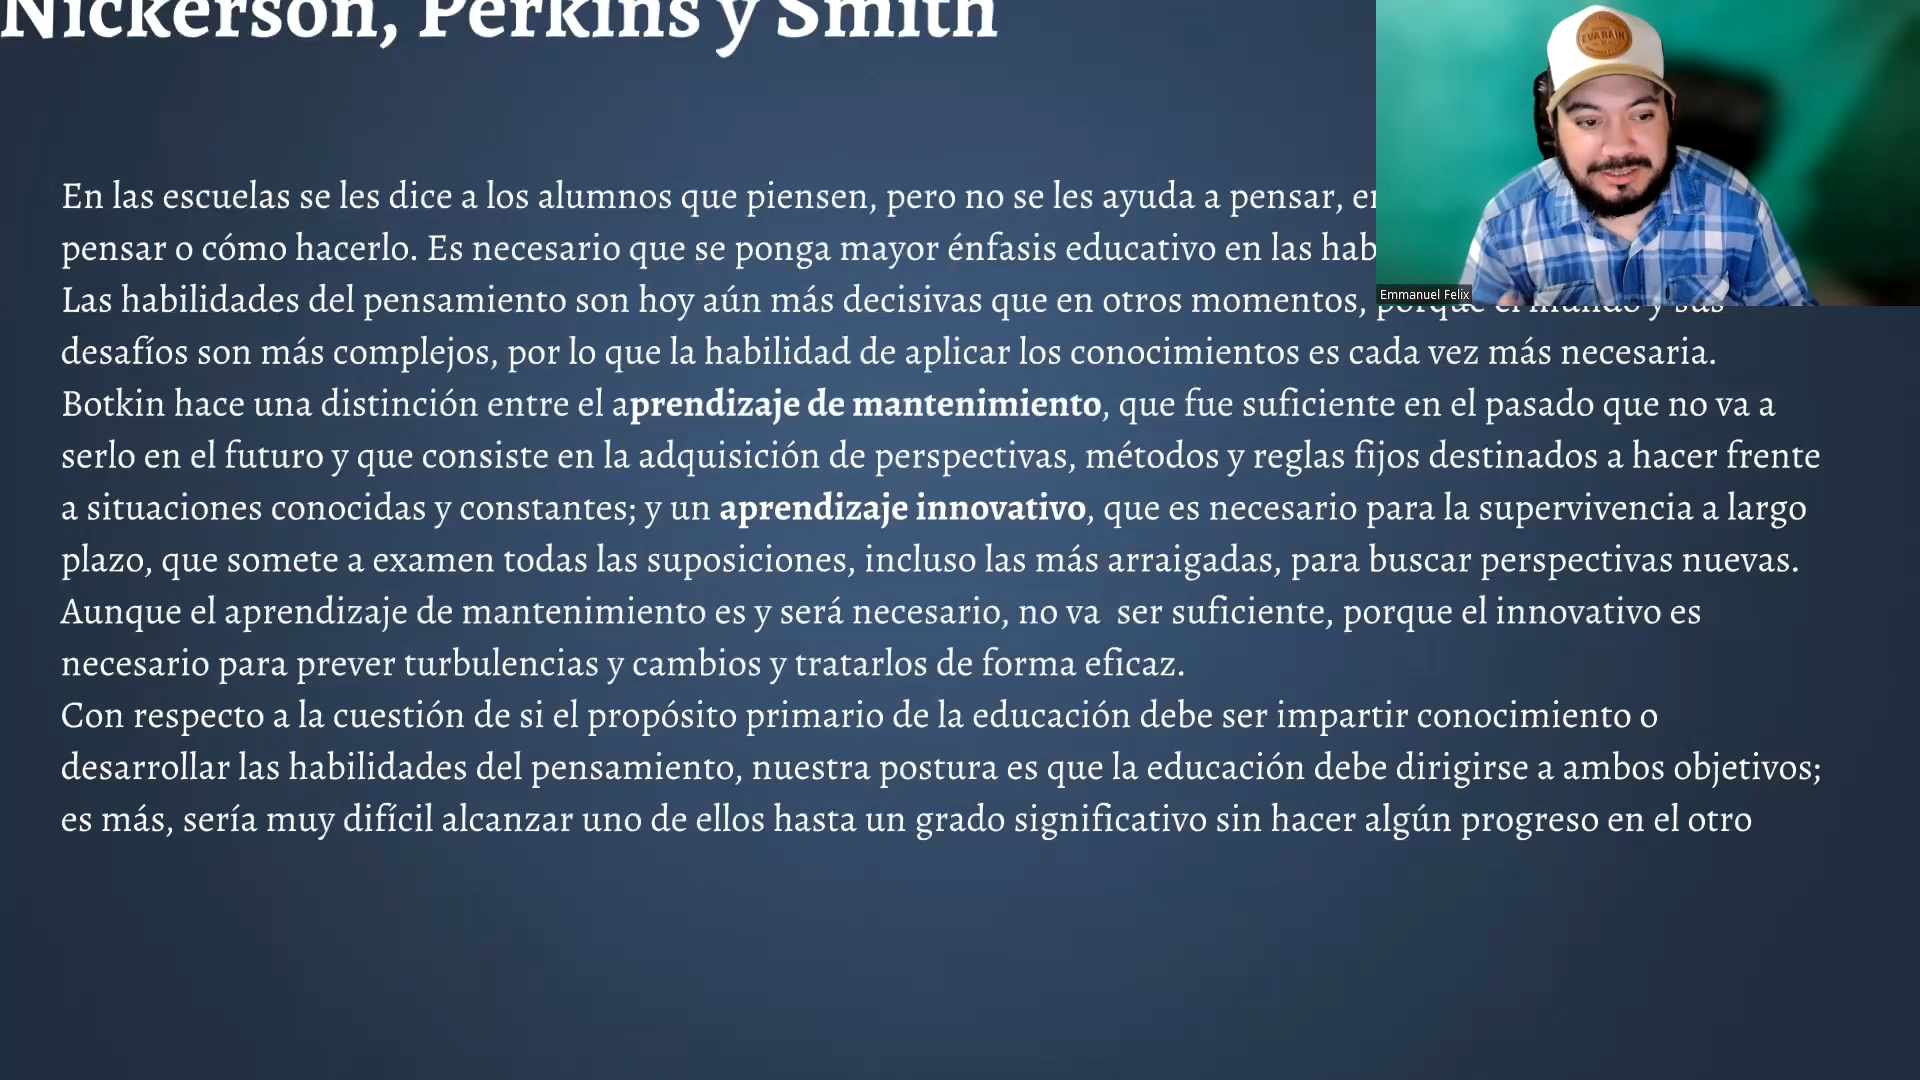 Nickerson, Perkins y Smith
EVA BAIN
En las escuelas se les dice a los alumnos que piensen, pero no se les ayuda a pensar,
pensar o cómo hacerlo. Es necesario que se ponga mayor énfasis educativo en las
Emmanuel Felix
Las habilidades del pensamiento son hoy aún más decisivas que en otros momentos, porque el mundo y sus
desafíos son más complejos, por lo que la habilidad de aplicar los conocimientos es cada vez más necesaria.
Botkin hace una distinción entre el aprendizaje de mantenimiento, que fue suficiente en el pasado que no va a
serlo en el futuro y que consiste en la adquisición de perspectivas, métodos y reglas fijos destinados a hacer frente
a situaciones conocidas y constantes; y un aprendizaje innovativo, que es necesario para la supervivencia a largo
plazo, que somete a examen todas las suposiciones, incluso las más arraigadas, para buscar perspectivas nuevas.
Aunque el aprendizaje de mantenimiento es y será necesario, no va  ser suficiente, porque el innovativo es
necesario para prever turbulencias y cambios y tratarlos de forma eficaz.
Con respecto a la cuestión de si el propósito primario de la educación debe ser impartir conocimiento o
desarrollar las habilidades del pensamiento, nuestra postura es que la educación debe dirigirse a ambos objetivos;
es más, sería muy difícil alcanzar uno de ellos hasta un grado significativo sin hacer algún progreso en el otro